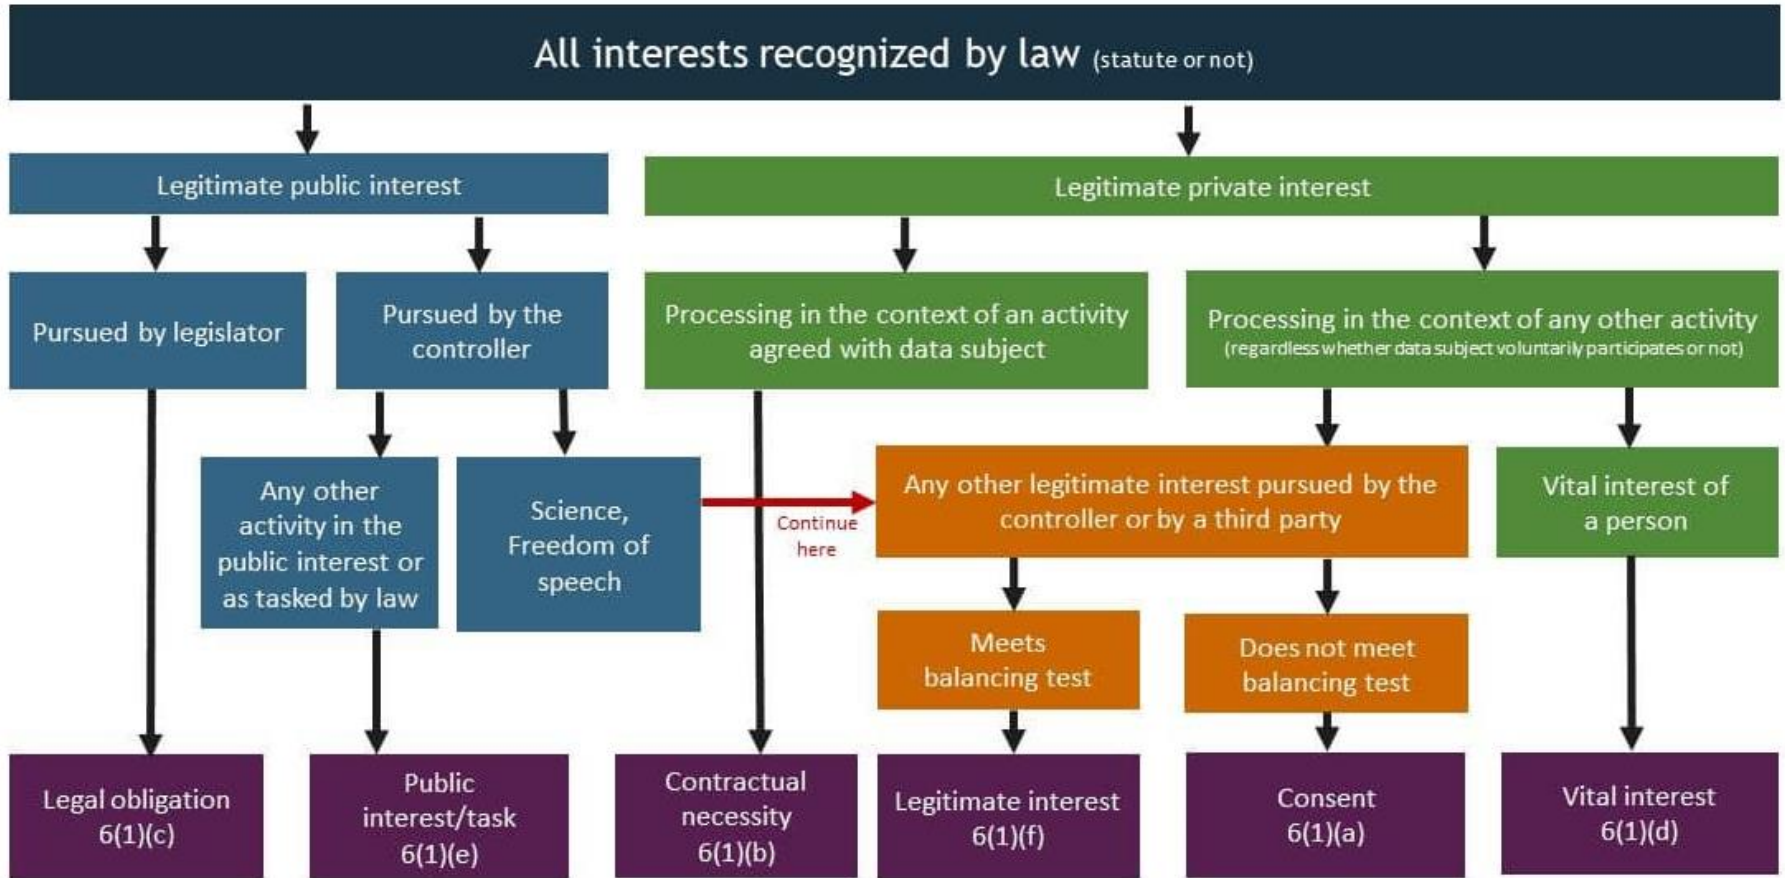 All interests recognized by law (statute or not)
Legitimate public interest
Legitimate private interest
Pursued by legislator
Pursued by the
controller
Processing in the context of an activity
agreed with data subject
Processing in the context of any other activity
(regardless whether data subject voluntarily participates or not)
Any other
activity in the
public interest or
as tasked by law
Science,
Freedom of
speech
Continue
here
Any other legitimate interest pursued by the
controller or by a third party
Vital interest of
a person
Meets
balancing test
Does not meet
balancing test
Legal obligation
6(1)(c)
Public
interest/task
6(1)(e)
Contractual
necessity
6(1)(b)
Legitimate interest
6(1)(f)
Consent
6(1)(a)
Vital interest
6(1)(d)